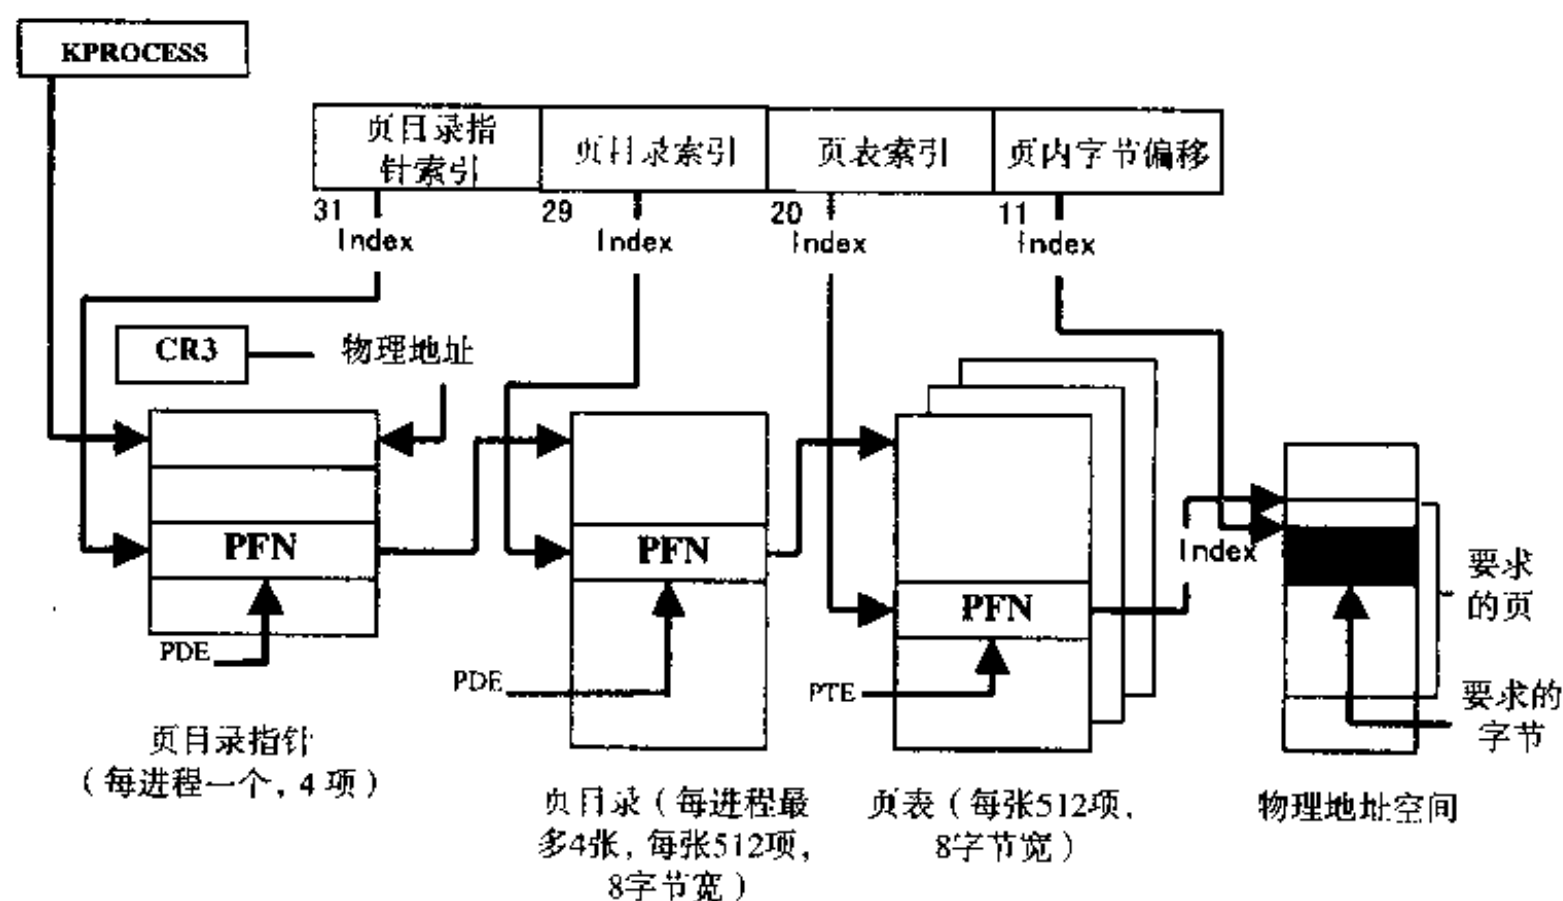 KPROCESS
页目录指
针索引
页目录索引
页表索引
页内字节偏移
31
29
20
11
Index
Index
Index
Index
CR3
物理地址
PFN
PFN
PFN
Index
要求
的页
PDE
PDE
PTE
要求的
字节
页目录指针
（每进程一个，4项）
页目录（每进程最
多4张，每张512项，
8字节宽）
页表（每张512项，
8字节宽）
物理地址空间